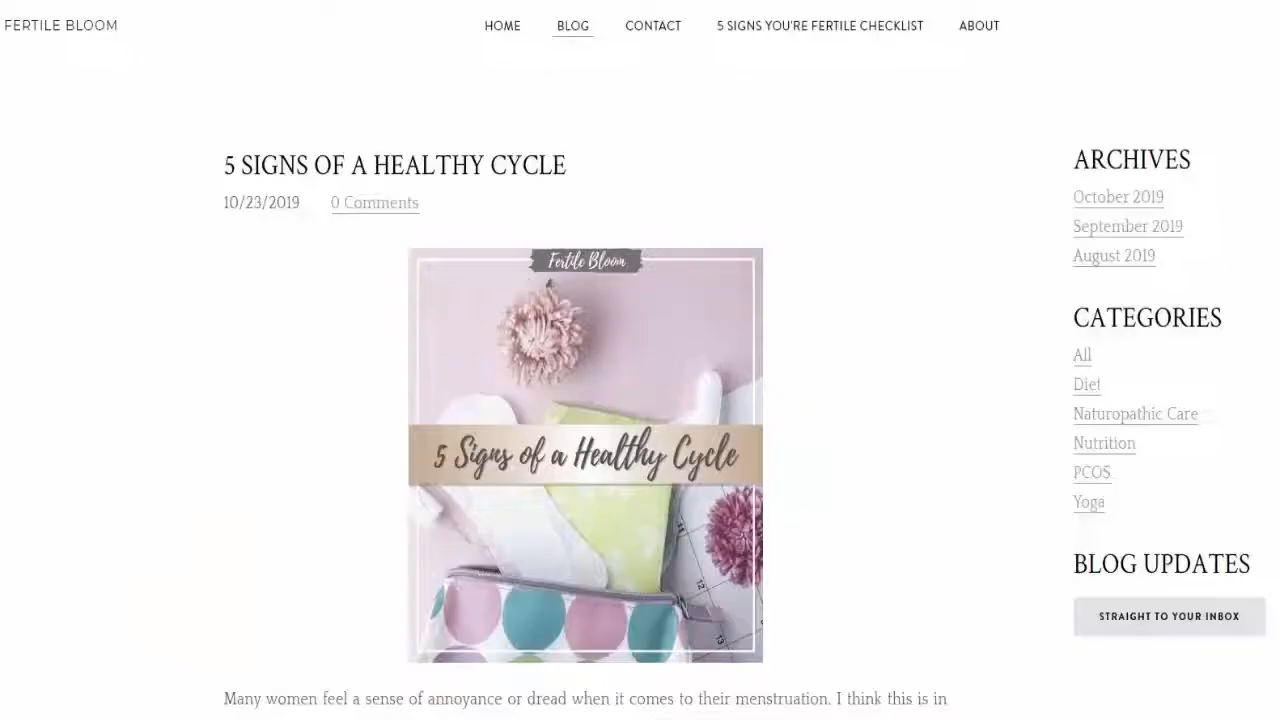 FERTILE BLOOM
HOME BLOG CONTACT 5 SIGNS YOU'RE FERTILE CHECKLIST ABOUT
5 SIGNS OF A HEALTHY CYCLE
10/23/2019 0 Comments
Fertile Bloom
5 Signs of a Healthy Cycle
11
12
13
Many women feel a sense of annoyance or dread when it comes to their menstruation. I think this is in
ARCHIVES
October 2019
September 2019
August 2019
CATEGORIES
All
Diet
Naturopathic Care
Nutrition
PCOS
Yoga
BLOG UPDATES
STRAIGHT TO YOUR INBOX